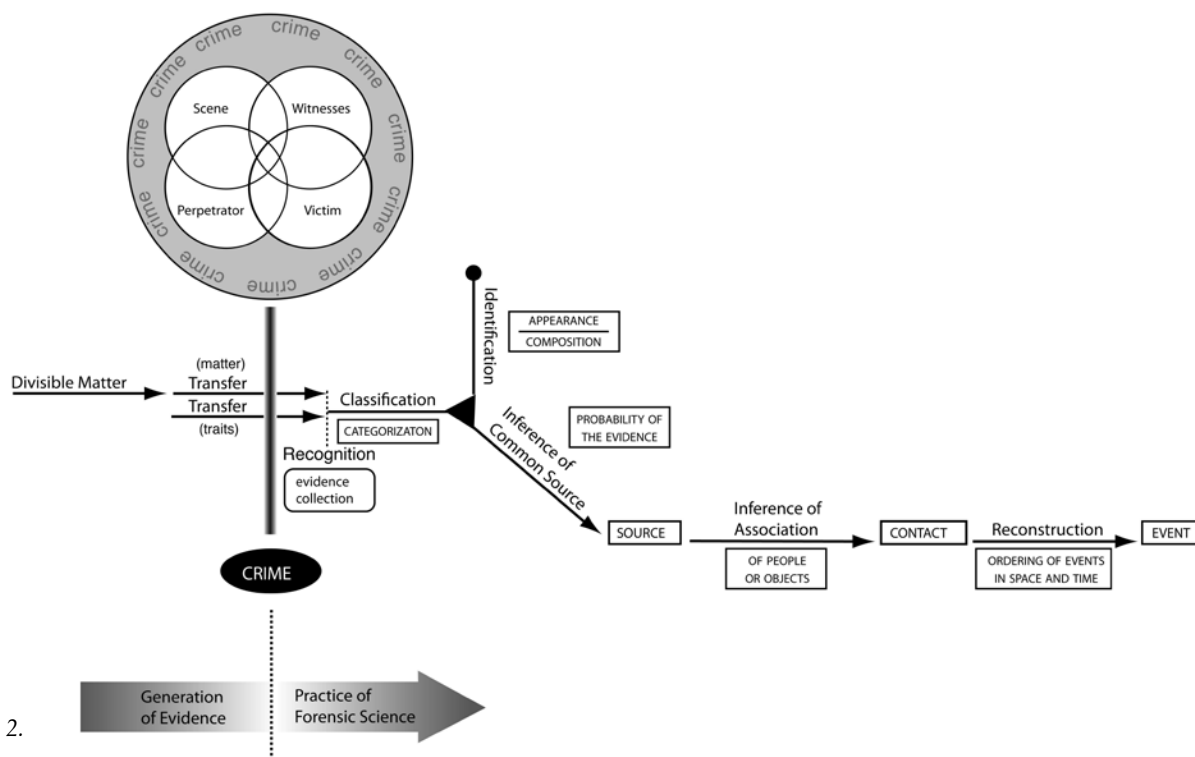 crime
crime
crime
crime
crime
crime
crime
crime
crime
crime
crime
crime
Scene
Witnesses
Perpetrator
Victim
Identification
APPEARANCE
COMPOSITION
Divisible Matter
(matter)
Transfer
Transfer
(traits)
Classification
CATEGORIZATON
Recognition
evidence
collection
Inference of
Common Source
PROBABILITY OF
THE EVIDENCE
SOURCE
Inference of
Association
OF PEOPLE
OR OBJECTS
CONTACT
Reconstruction
ORDERING OF EVENTS
IN SPACE AND TIME
EVENT
CRIME
Generation
of Evidence
Practice of
Forensic Science
2.